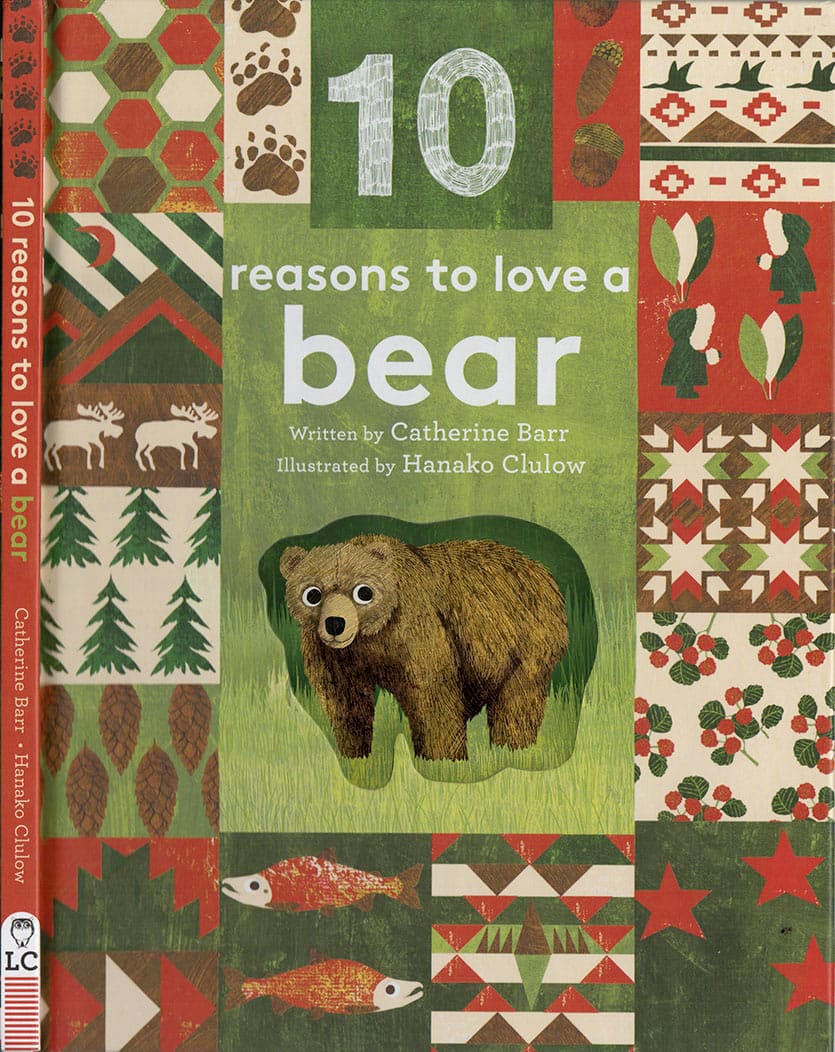 10
reasons to love a
bear
Written by Catherine Barr
Illustrated by Hanako Clulow
10 reasons to love a bear
Catherine Barr • Hanako Clulow
LC